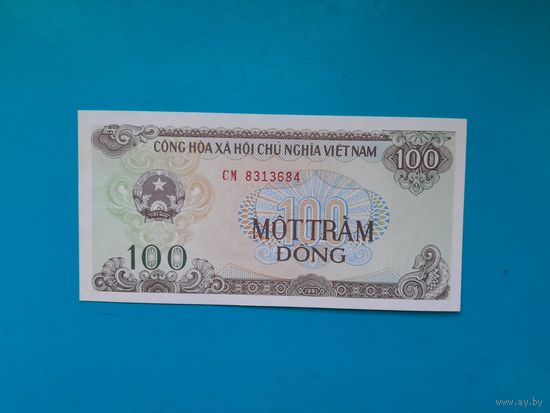 CỘNG HÒA XÃ HỘI CHỦ NGHĨA VIỆT NAM
100
CM 8313684
100
MỘT TRĂM
ĐỒNG
100
1991
www.ay.by